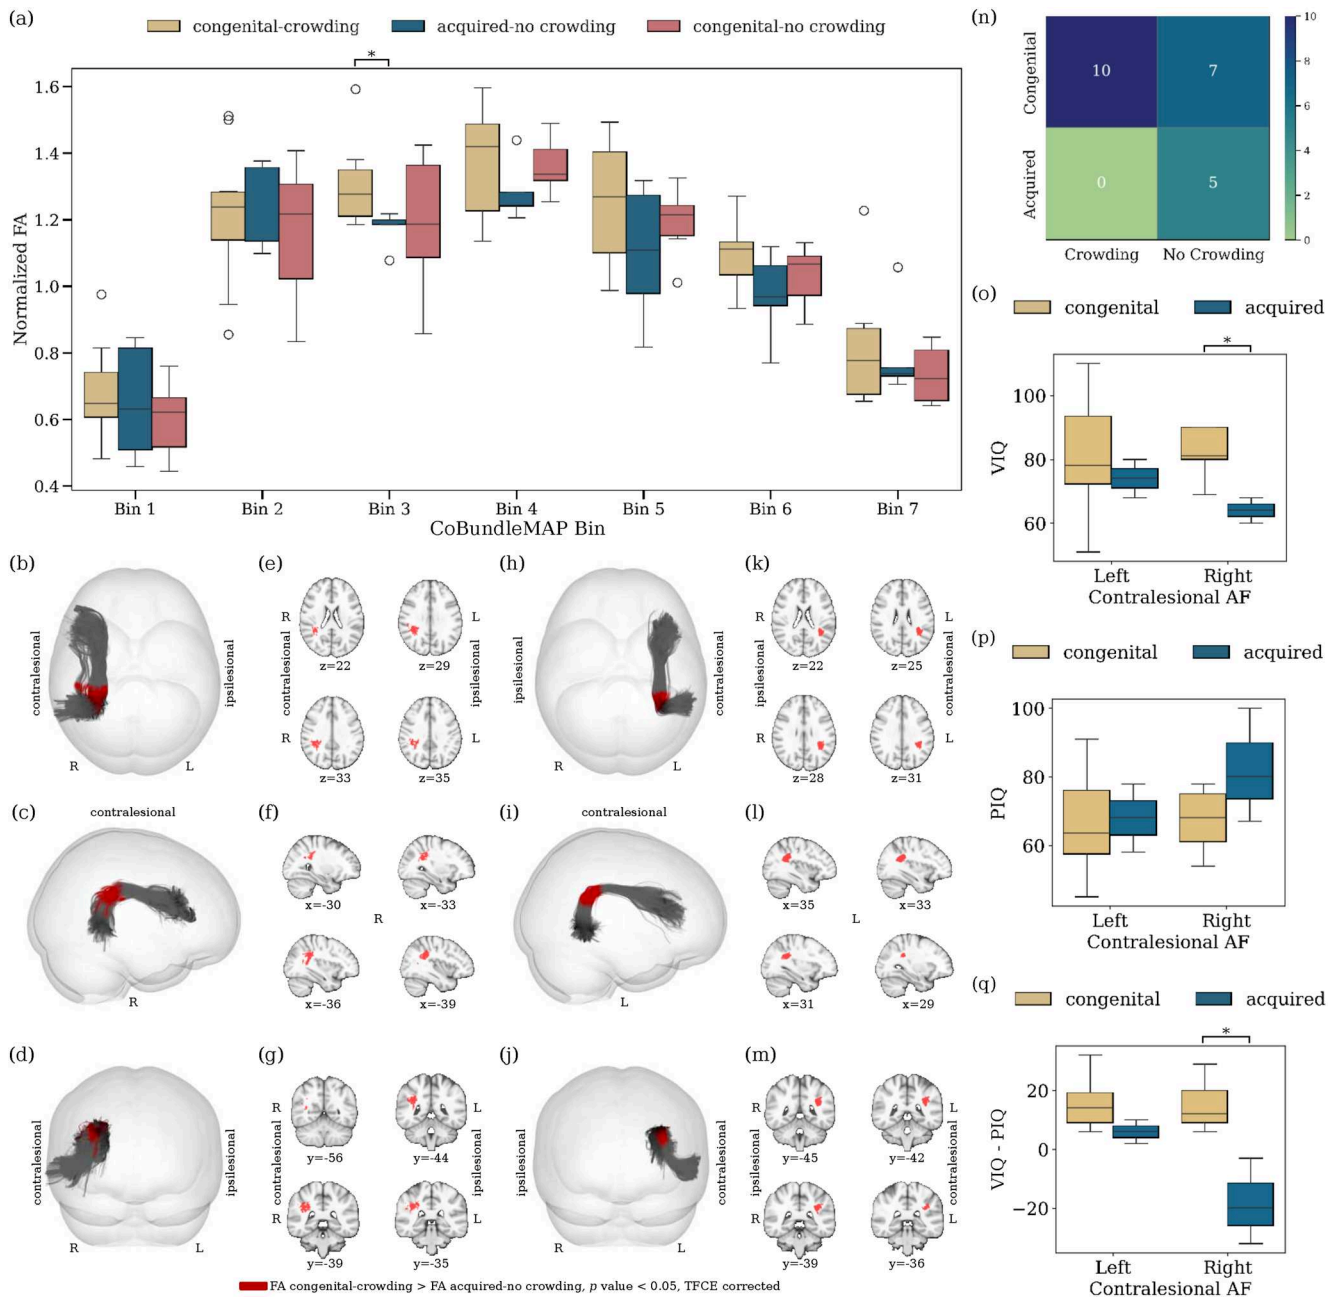 (a)
congenital-crowding
acquired-no crowding
congenital-no crowding
*
Normalized FA
1.6
1.4
1.2
1.0
0.8
0.6
0.4
Bin 1
Bin 2
Bin 3
Bin 4
Bin 5
Bin 6
Bin 7
CoBundleMAP Bin
(b)
contralesional
ipsilesional
R
L
(c)
contralesional
R
(d)
contralesional
ipsilesional
R
L
(e)
R
contralesional
R
z=22
z=29
z=33
z=35
L
ipsilesional
L
(f)
x=-30
x=-33
R
x=-36
x=-39
(g)
R
contralesional
R
y=-56
y=-44
y=-39
y=-35
L
ipsilesional
L
(h)
ipsilesional
contralesional
R
L
(i)
contralesional
L
(j)
ipsilesional
contralesional
R
L
(k)
R
ipsilesional
R
z=22
z=25
z=28
z=31
L
contralesional
L
(l)
x=35
x=33
L
x=31
x=29
(m)
R
ipsilesional
R
y=-45
y=-42
y=-39
y=-36
L
contralesional
L
FA congenital-crowding > FA acquired-no crowding, p value < 0.05, TFCE corrected
(n)
Congenital
Acquired
10
7
0
5
Crowding
No Crowding
10
8
6
4
2
0
(o)
congenital
acquired
*
VIQ
100
80
60
Left
Right
Contralesional AF
(p)
congenital
acquired
PIQ
100
80
60
Left
Right
Contralesional AF
(q)
congenital
acquired
*
VIQ - PIQ
20
0
−20
Left
Right
Contralesional AF